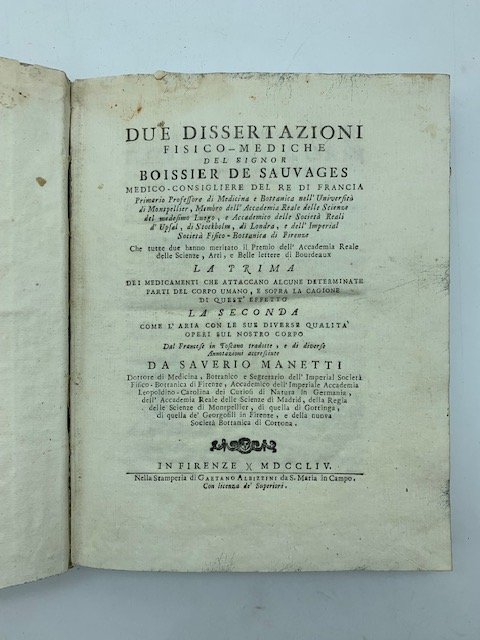 DUE DISSERTAZIONI
FISICO-MEDICHE
DEL SIGNOR
BOISSIER DE SAUVAGES
MEDICO-CONSIGLIERE DEL RE DI FRANCIA
Primario Professore di Medicina e Bottanica nell' Università
di Montpellier, Membro dell' Accademia Reale delle Scienze
del medesimo Luogo, e Accademico delle Società Reali
d' Upsal, di Stockholm, di Londra, e dell' Imperial
Società Fisico-Bottanica di Firenze
Che tutte due hanno meritato il Premio dell' Accademia Reale
delle Scienze, Arti, e Belle lettere di Bourdeaux
LA PRIMA
DEI MEDICAMENTI CHE ATTACCANO ALCUNE DETERMINATE
PARTI DEL CORPO UMANO, E SOPRA LA CAGIONE
DI QUEST' EFFETTO
LA SECONDA
COME L' ARIA CON LE SUE DIVERSE QUALITA'
OPERI SUL NOSTRO CORPO
Dal Francese in Toscano tradotte, e di diverse
Annotazioni accresciute
DA SAVERIO MANETTI
Dottore di Medicina, Bottanico e Segretario dell' Imperial Società
Fisico-Botanica di Firenze, Accademico dell' Imperiale Accademia
Leopoldino-Carolina dei Curiosi di Natura in Germania,
dell' Accademia Reale delle Scienze di Madrid, della Regia
delle Scienze di Montpellier, di quella di Gottinga,
di quella de' Georgofili in Firenze, e della nuova
Società Bottanica di Cortona.
IN FIRENZE X MDCCLIV.
Nella Stamperia di GAETANO ALBIZZINI da S. Maria in Campo.
Con licenza de' Superiori.